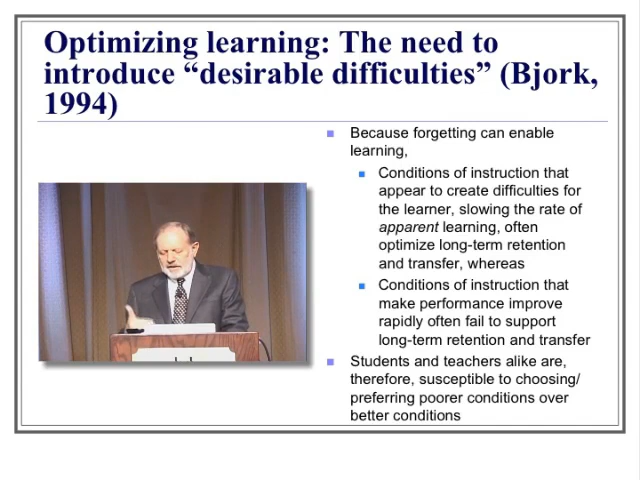 Optimizing learning: The need to
introduce “desirable difficulties” (Bjork,
1994)
Because forgetting can enable
learning,
Conditions of instruction that
appear to create difficulties for
the learner, slowing the rate of
apparent learning, often
optimize long-term retention
and transfer, whereas
Conditions of instruction that
make performance improve
rapidly often fail to support
long-term retention and transfer
Students and teachers alike are,
therefore, susceptible to choosing/
preferring poorer conditions over
better conditions